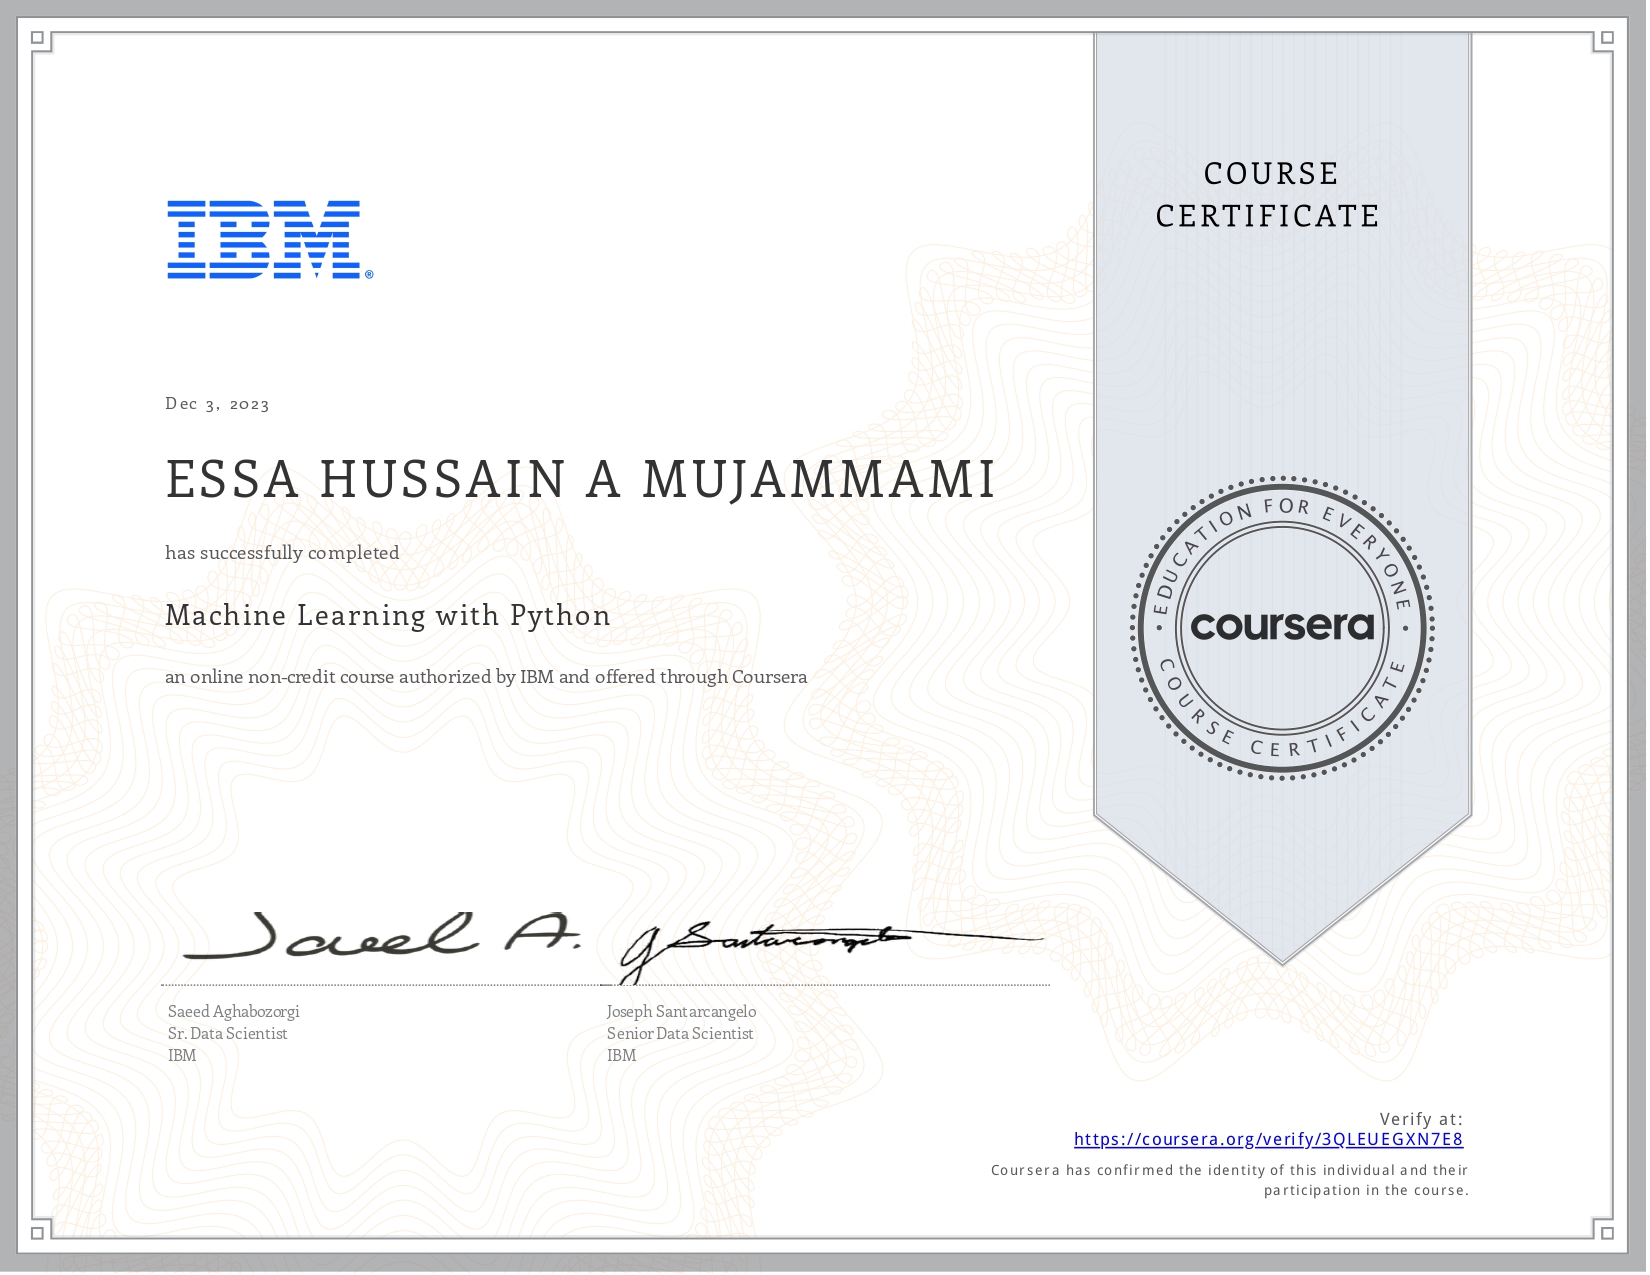 COURSE
CERTIFICATE
IBM®
Dec 3, 2023
ESSA HUSSAIN A MUJAMMAMI
has successfully completed
Machine Learning with Python
an online non-credit course authorized by IBM and offered through Coursera
EDUCATION FOR EVERYONE
coursera
COURSE CERTIFICATE
Saeed A.
J Santarcangelo
Saeed Aghabozorgi
Sr. Data Scientist
IBM
Joseph Santarcangelo
Senior Data Scientist
IBM
Verify at:
https://coursera.org/verify/3QLEUEGXN7E8
Coursera has confirmed the identity of this individual and their
participation in the course.